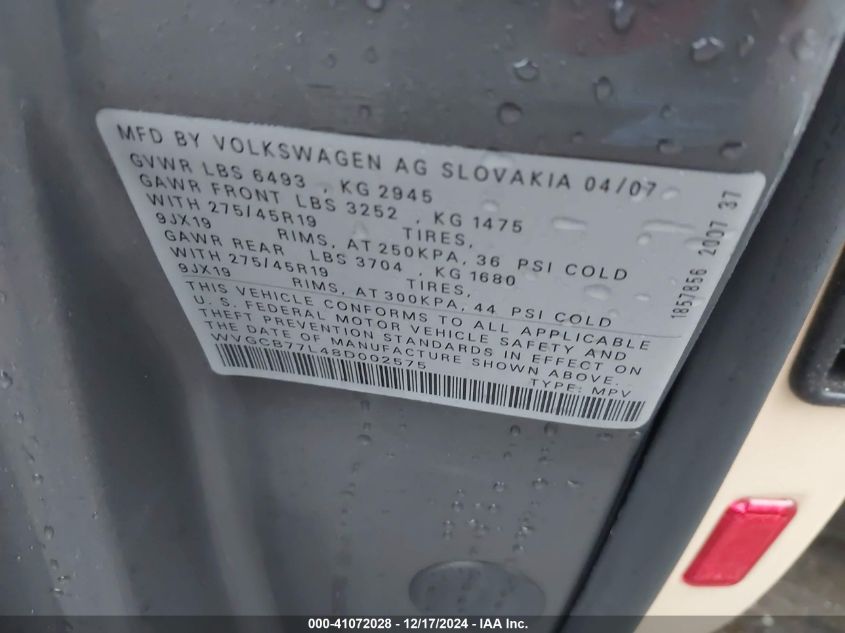 MFD BY VOLKSWAGEN AG SLOVAKIA 04/07
GVWR LBS 6493 , KG 2945
GAWR FRONT LBS 3252 , KG 1475
WITH 275/45R19 TIRES,
9JX19 RIMS, AT 250KPA, 36 PSI COLD
GAWR REAR LBS 3704 , KG 1680
WITH 275/45R19 TIRES,
9JX19 RIMS, AT 300KPA, 44 PSI COLD
THIS VEHICLE CONFORMS TO ALL APPLICABLE
U. S. FEDERAL MOTOR VEHICLE SAFETY AND
THEFT PREVENTION STANDARDS IN EFFECT ON
THE DATE OF MANUFACTURE SHOWN ABOVE.
WVGCB77L48D002575 TYPE: MPV
1857856 2007 37
000-41072028 - 12/17/2024 - IAA Inc.